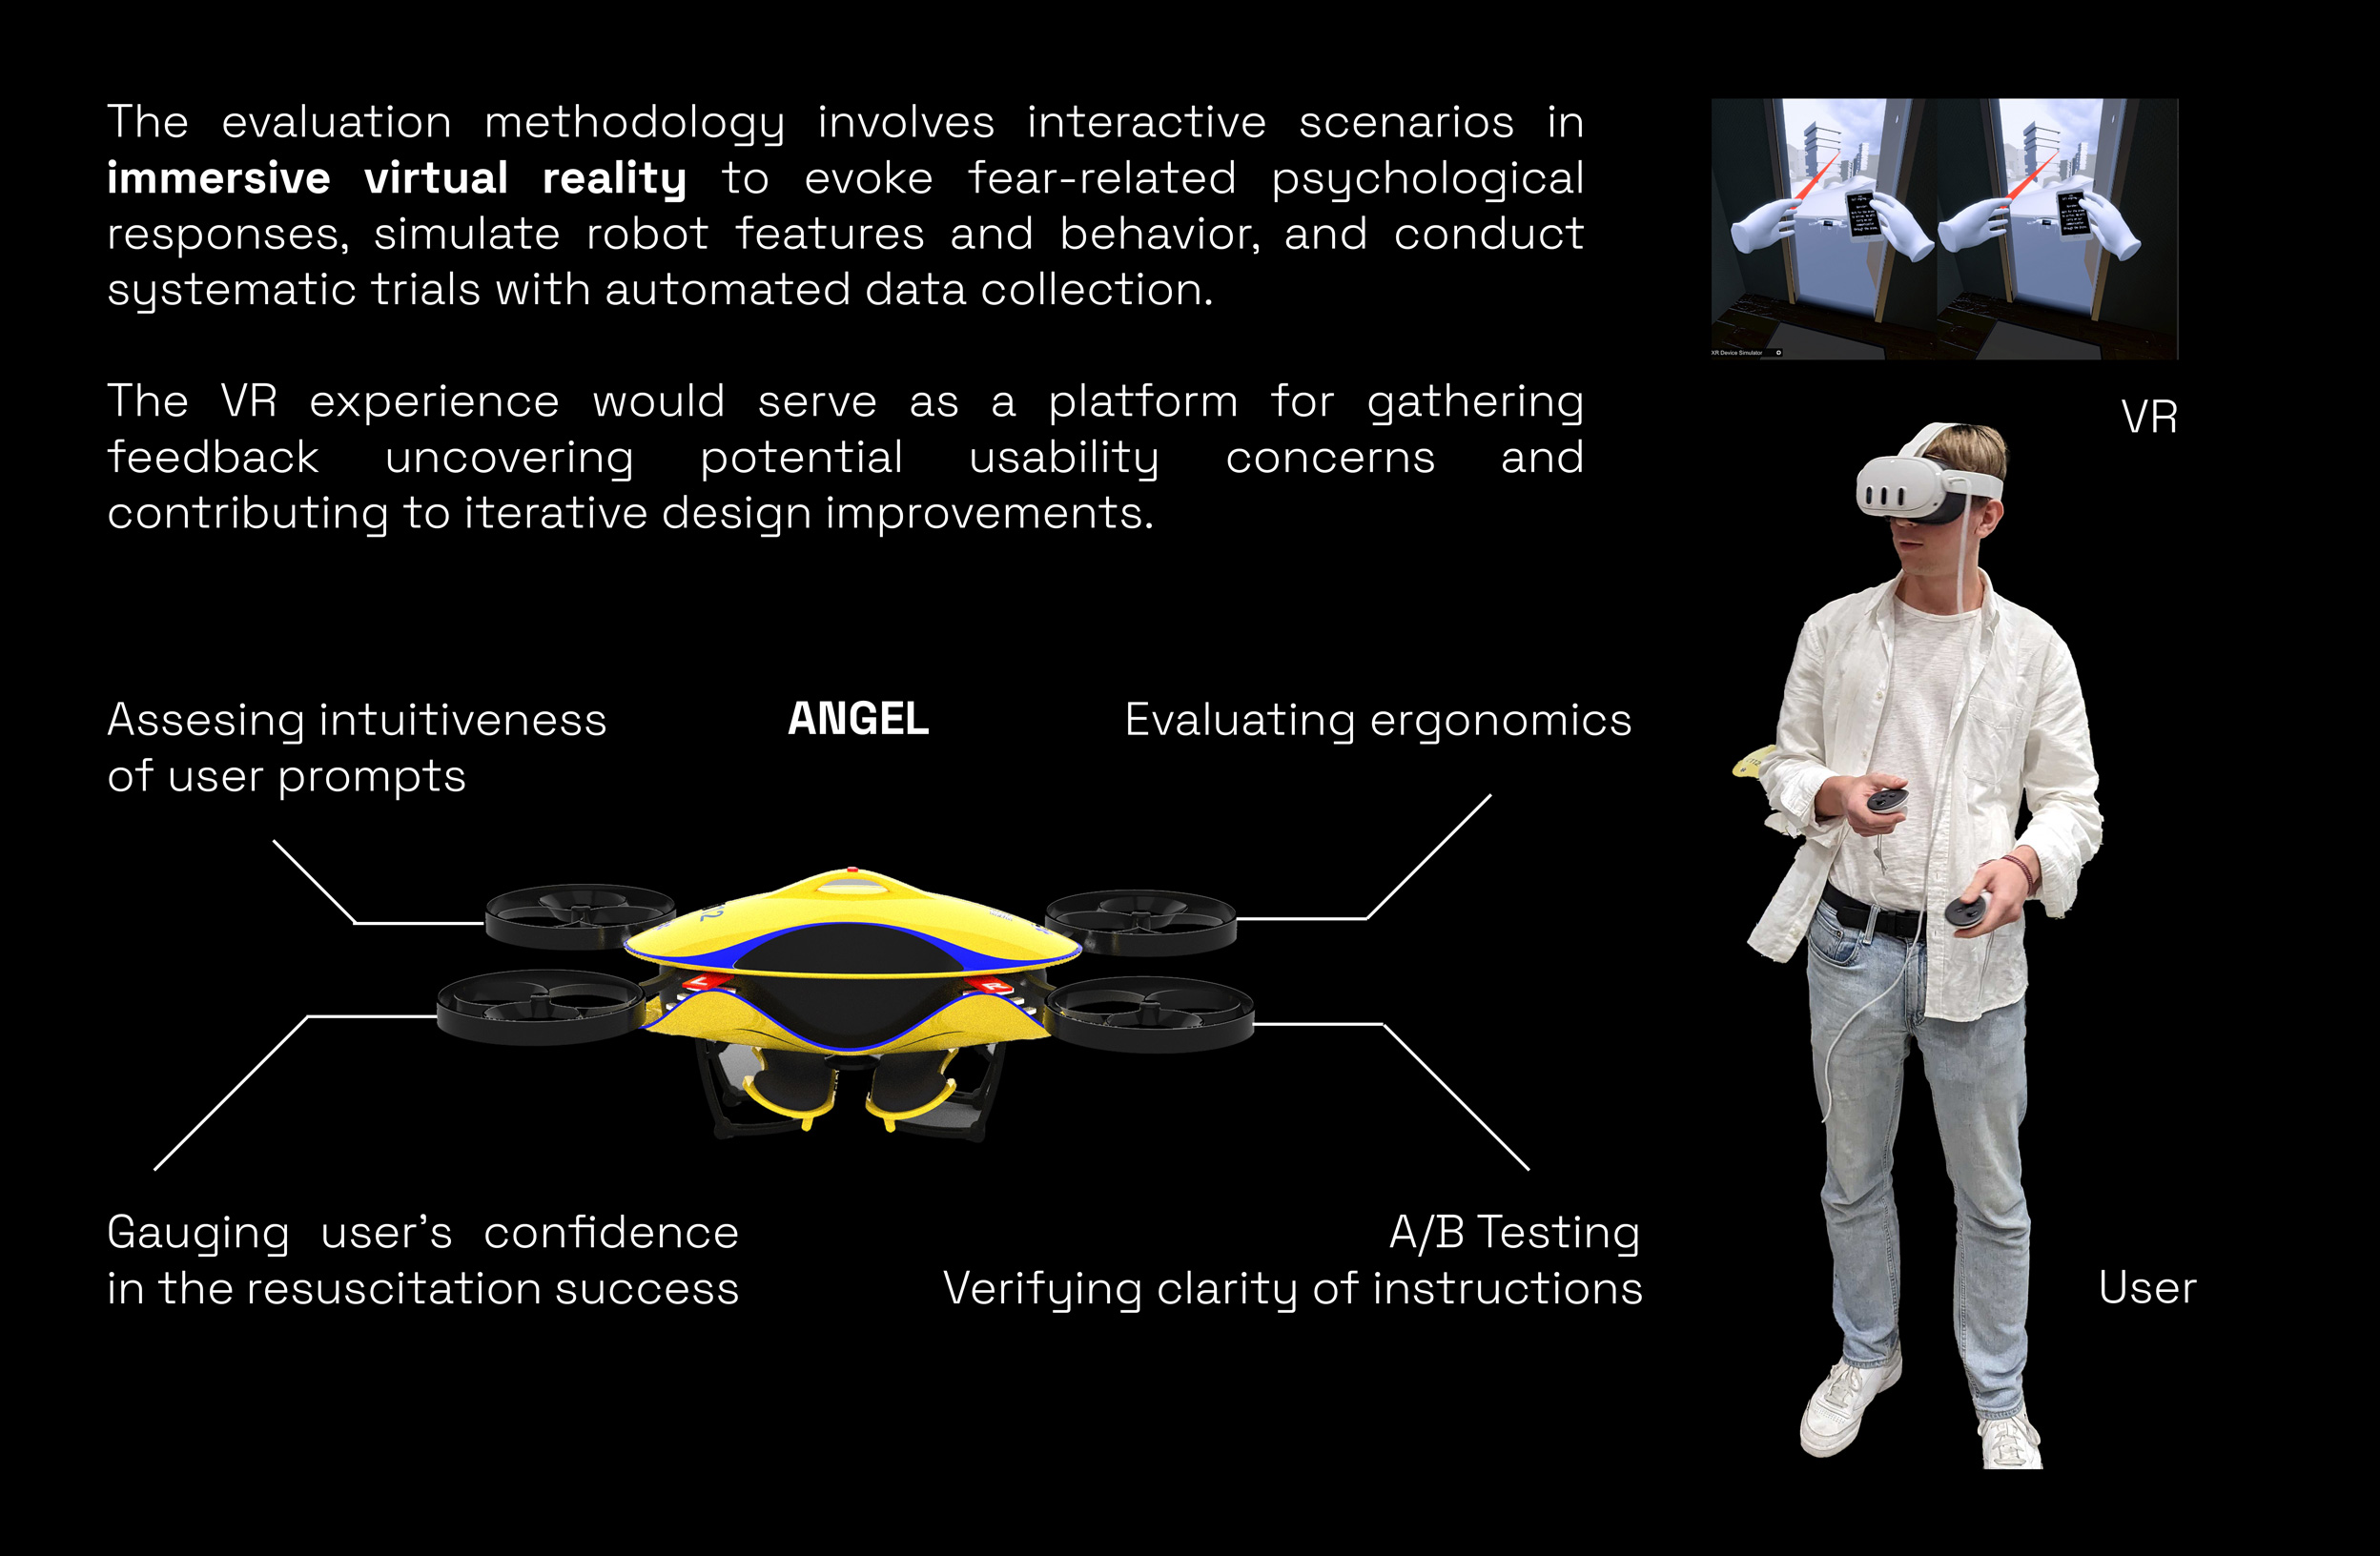 The evaluation methodology involves interactive scenarios in
immersive virtual reality to evoke fear-related psychological
responses, simulate robot features and behavior, and conduct
systematic trials with automated data collection.
The VR experience would serve as a platform for gathering
feedback uncovering potential usability concerns and
contributing to iterative design improvements.
XR Device Simulator
VR
Assesing intuitiveness
of user prompts
ANGEL
Evaluating ergonomics
L
R
Gauging user's confidence
in the resuscitation success
A/B Testing
Verifying clarity of instructions
User